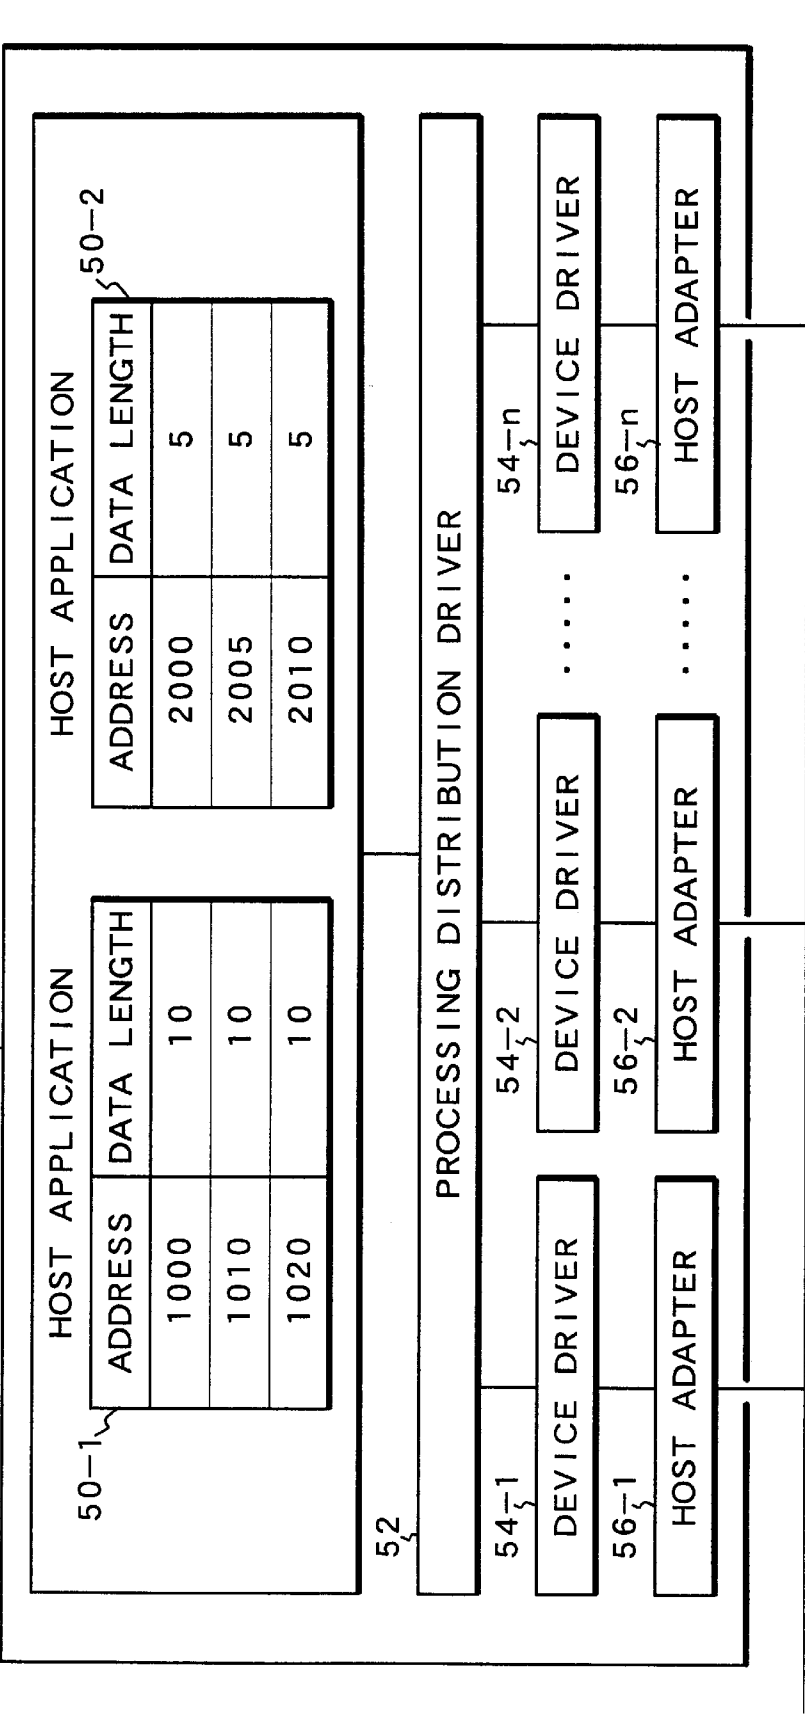 HOST APPLICATION HOST APPLICATION
50-1 50-2
ADDRESS DATA LENGTH ADDRESS DATA LENGTH
1000 10 2000 5
1010 10 2005 5
1020 10 2010 5
52
PROCESSING DISTRIBUTION DRIVER
54-1 54-2 54-n
DEVICE DRIVER DEVICE DRIVER ..... DEVICE DRIVER
56-1 56-2 56-n
HOST ADAPTER HOST ADAPTER ..... HOST ADAPTER